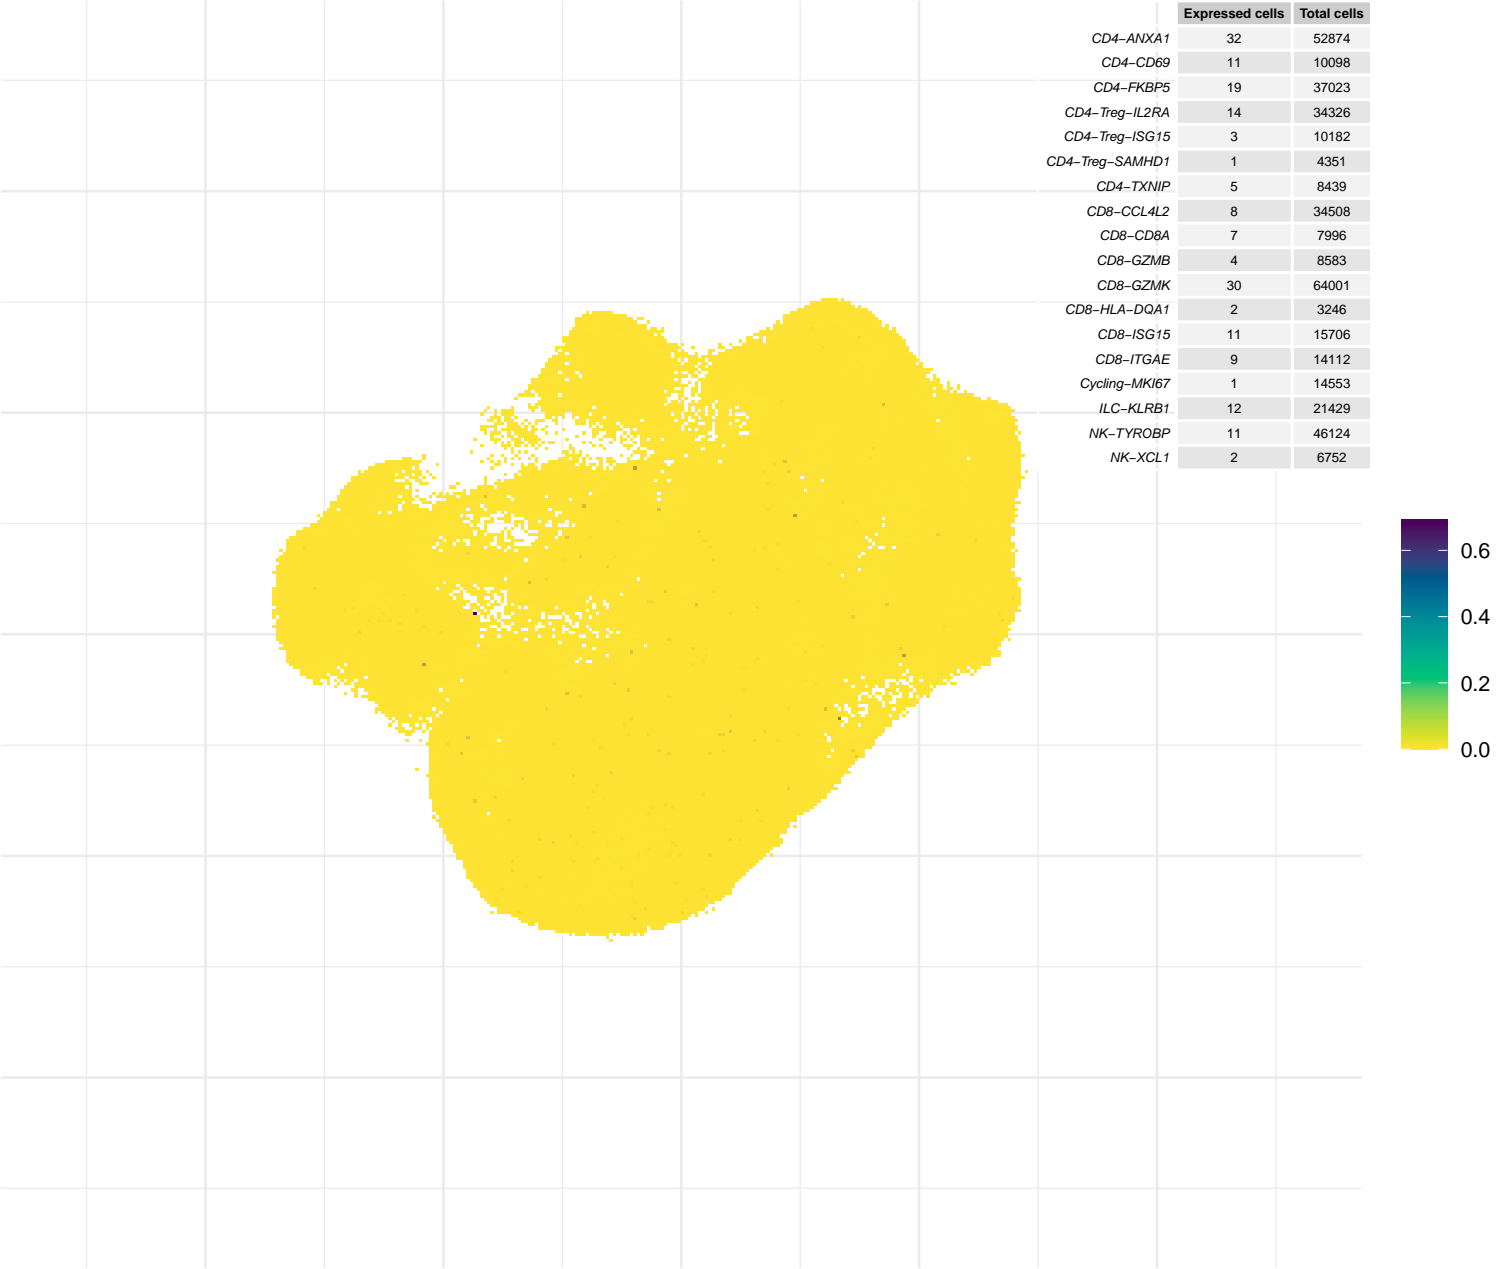 Expressed cells Total cells
CD4−ANXA1 32 52874
CD4−CD69 11 10098
CD4−FKBP5 19 37023
CD4−Treg−IL2RA 14 34326
CD4−Treg−ISG15 3 10182
CD4−Treg−SAMHD1 1 4351
CD4−TXNIP 5 8439
CD8−CCL4L2 8 34508
CD8−CD8A 7 7996
CD8−GZMB 4 8583
CD8−GZMK 30 64001
CD8−HLA−DQA1 2 3246
CD8−ISG15 11 15706
CD8−ITGAE 9 14112
Cycling−MKI67 1 14553
ILC−KLRB1 12 21429
NK−TYROBP 11 46124
NK−XCL1 2 6752
0.6
0.4
0.2
0.0